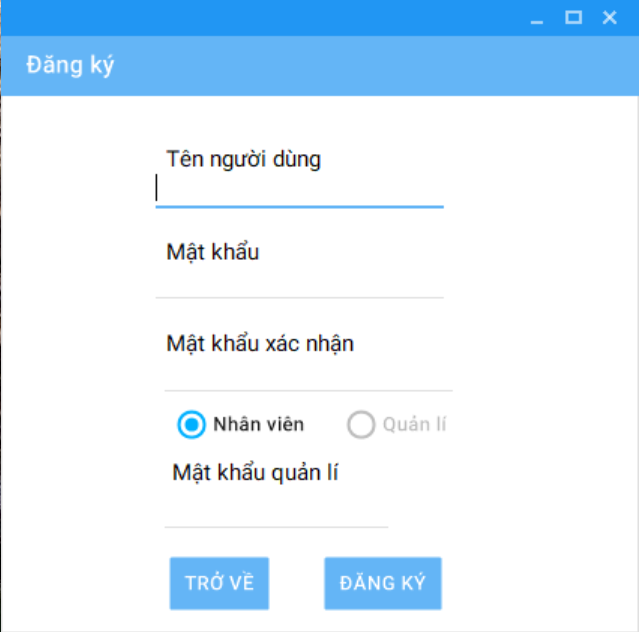 Đăng ký
Tên người dùng
Mật khẩu
Mật khẩu xác nhận
Nhân viên Quản lí
Mật khẩu quản lí
TRỞ VỀ ĐĂNG KÝ